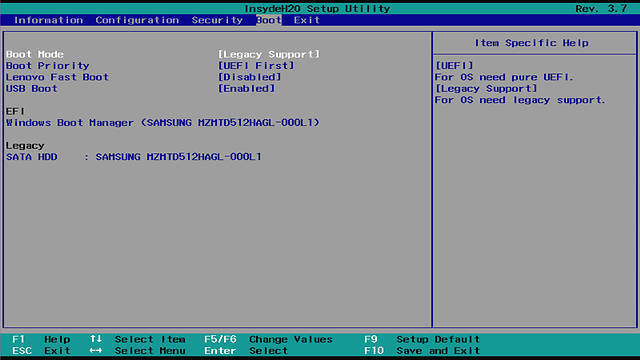 InsydeH2O Setup Utility Rev. 3.7
Information Configuration Security Boot Exit
Item Specific Help
Boot Mode [Legacy Support]
Boot Priority [UEFI First]
Lenovo Fast Boot [Disabled]
USB Boot [Enabled]
EFI
Windows Boot Manager (SAMSUNG MZMTD512HAGL-000L1)
Legacy
SATA HDD : SAMSUNG MZMTD512HAGL-000L1
[UEFI]
For OS need pure UEFI.
[Legacy Support]
For OS need legacy support.
F1 Help ↑↓ Select Item F5/F6 Change Values F9 Setup Default
ESC Exit ↔ Select Menu Enter Select F10 Save and Exit